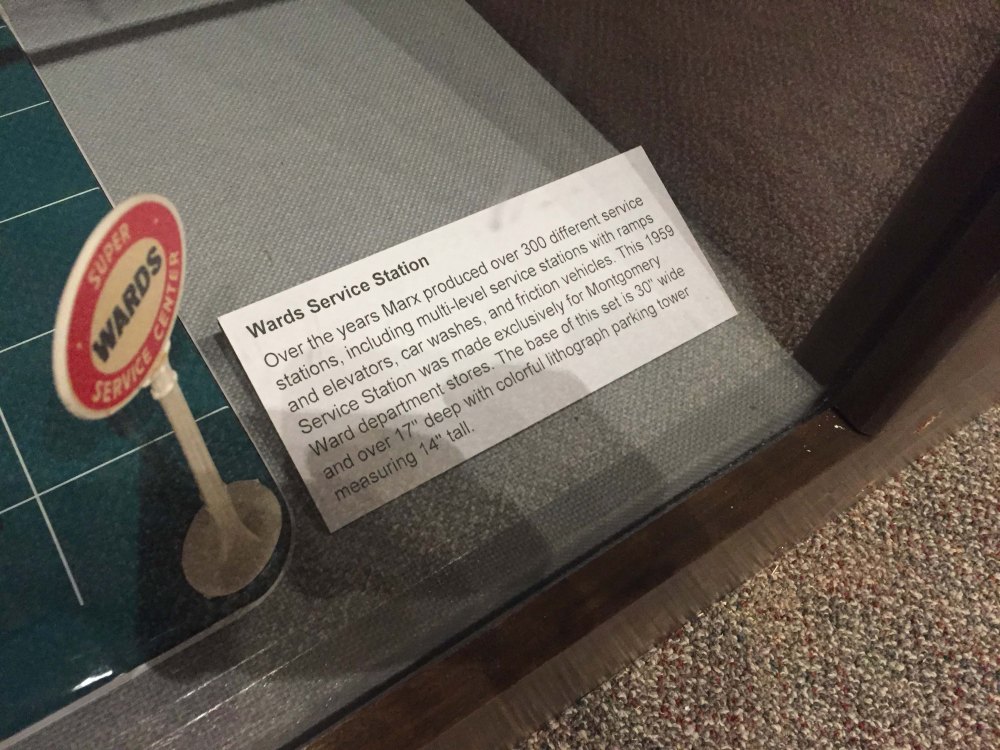 SUPER
WARDS
SERVICE CENTER
Wards Service Station
Over the years Marx produced over 300 different service
stations, including multi-level service stations with ramps
and elevators, car washes, and friction vehicles. This 1959
Service Station was made exclusively for Montgomery
Ward department stores. The base of this set is 30" wide
and over 17" deep with colorful lithograph parking tower
measuring 14" tall.